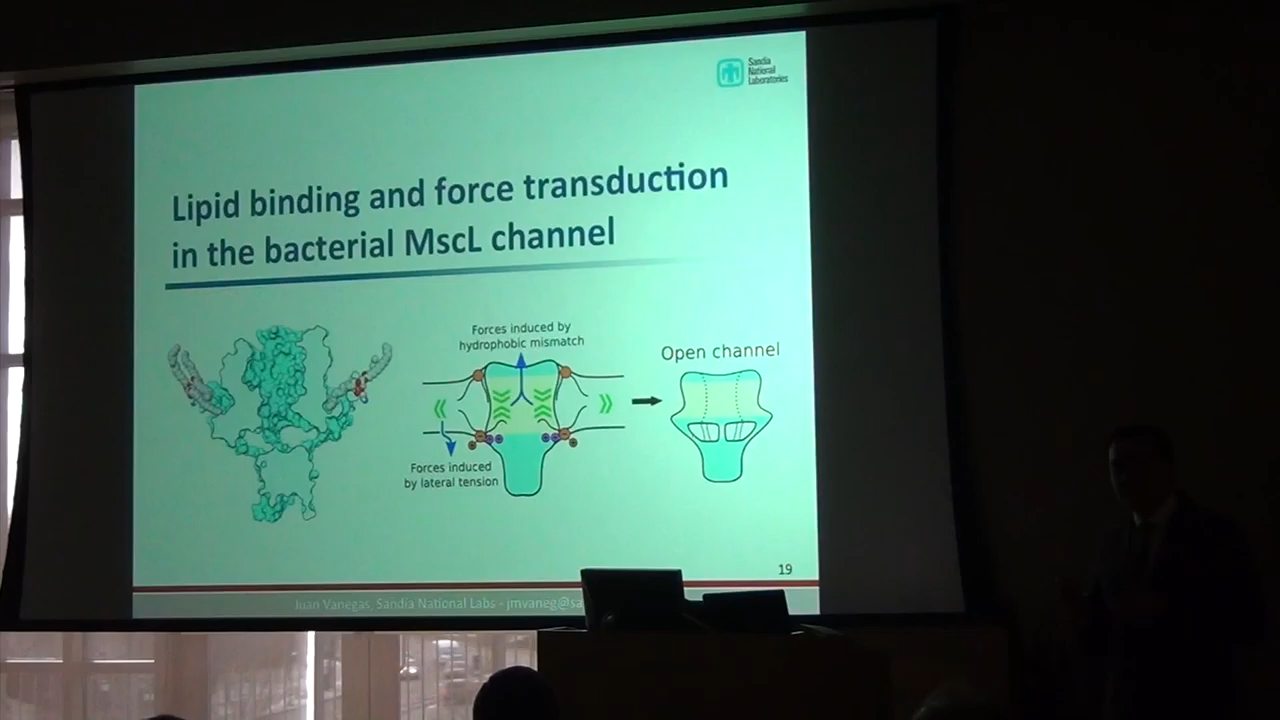 Sandia
National
Laboratories
Lipid binding and force transduction
in the bacterial MscL channel
Forces induced by
hydrophobic mismatch
Open channel
Forces induced
by lateral tension
19
Juan Vanegas, Sandia National Labs - jmvaneg@sa